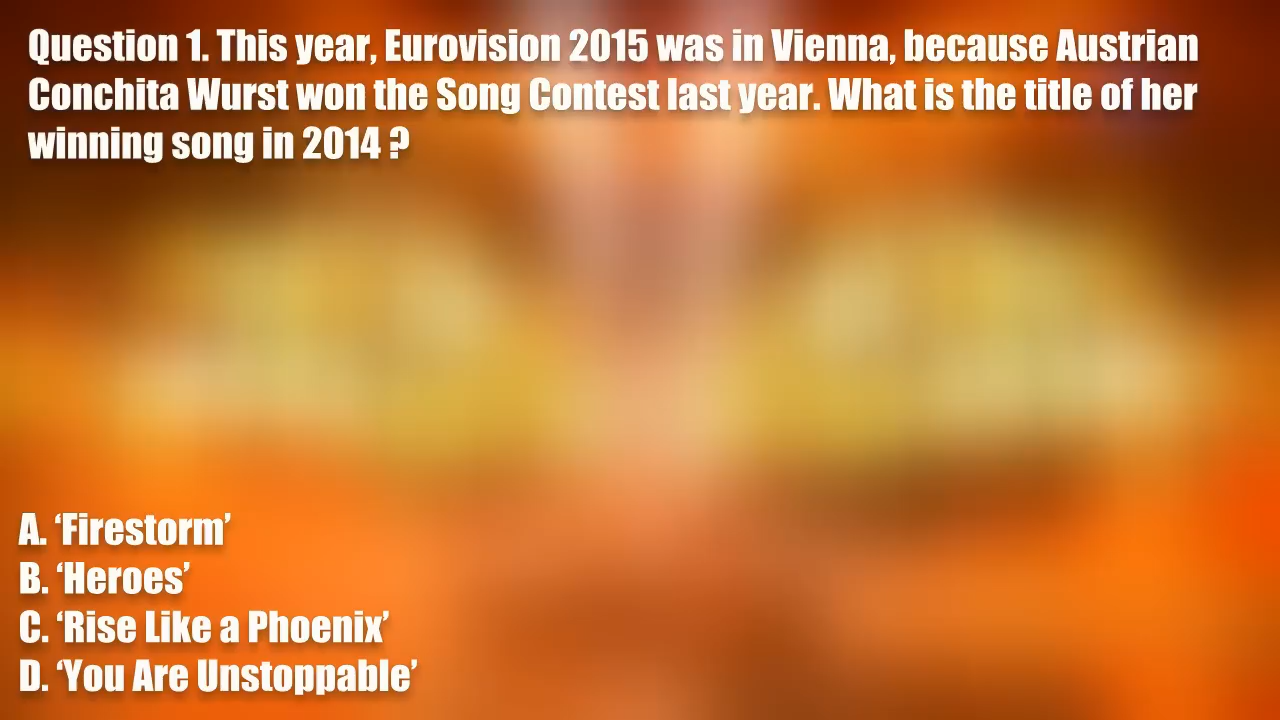 Question 1. This year, Eurovision 2015 was in Vienna, because Austrian
Conchita Wurst won the Song Contest last year. What is the title of her
winning song in 2014 ?
A. ‘Firestorm’
B. ‘Heroes’
C. ‘Rise Like a Phoenix’
D. ‘You Are Unstoppable’